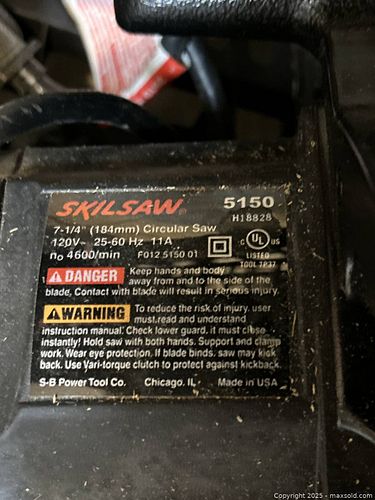 SKILSAW® 5150
H18828
7-1/4" (184mm) Circular Saw
120V~ 25-60 Hz 11A
n₀ 4600/min F012 5150 01
C UL US
LISTED
TOOL 7P37
DANGER Keep hands and body
away from and to the side of the
blade. Contact with blade will result in serious injury.
WARNING To reduce the risk of injury, user
must read and understand
instruction manual. Check lower guard, it must close
instantly! Hold saw with both hands. Support and clamp
work. Wear eye protection. If blade binds, saw may kick
back. Use Vari-torque clutch to protect against kickback.
S-B Power Tool Co. Chicago, IL. Made in USA
Copyright © 2025 - maxsold.com